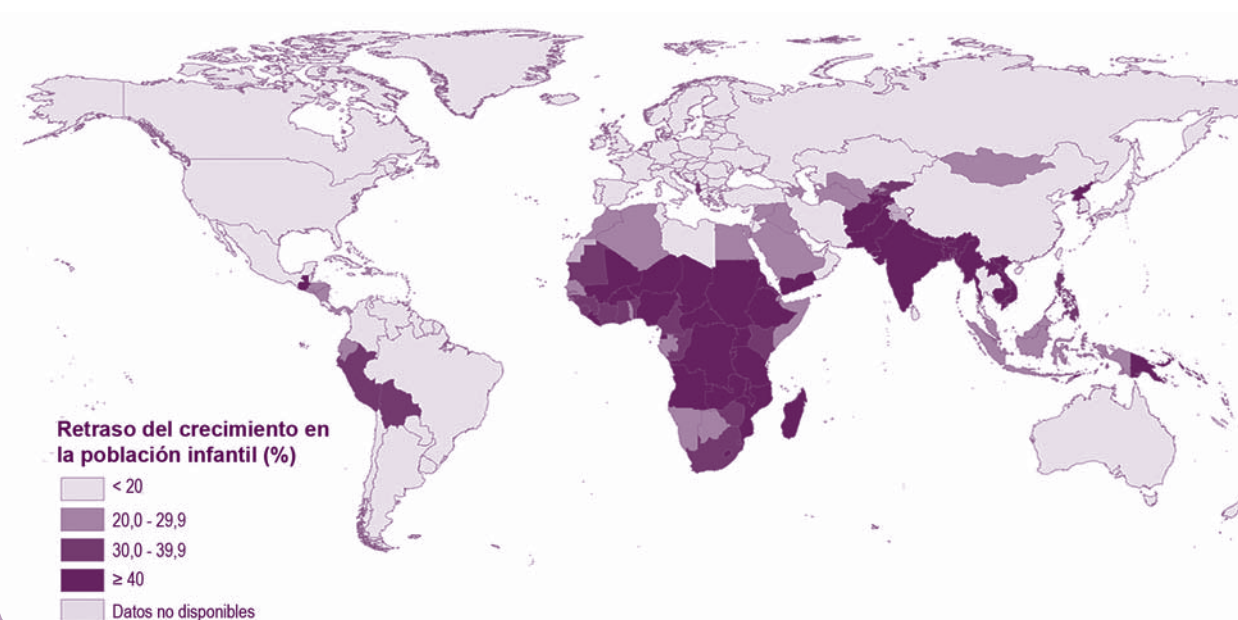 Retraso del crecimiento en
la población infantil (%)
< 20
20,0 - 29,9
30,0 - 39,9
≥ 40
Datos no disponibles